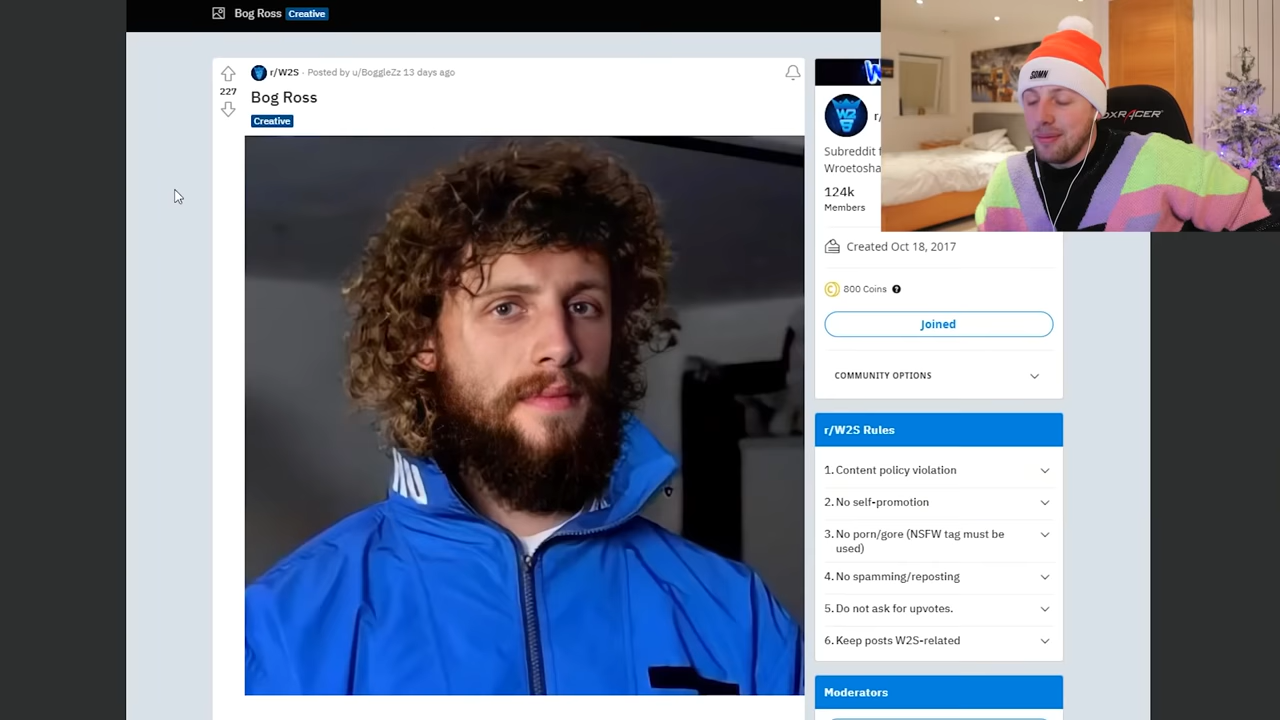 Bog Ross Creative
r/W2S · Posted by u/BoggleZz 13 days ago
227
Bog Ross
Creative
W2
r/
Subreddit f
Wroetosha
124k
Members
Created Oct 18, 2017
800 Coins
Joined
COMMUNITY OPTIONS
r/W2S Rules
1. Content policy violation
2. No self-promotion
3. No porn/gore (NSFW tag must be
used)
4. No spamming/reposting
5. Do not ask for upvotes.
6. Keep posts W2S-related
Moderators
SDMN